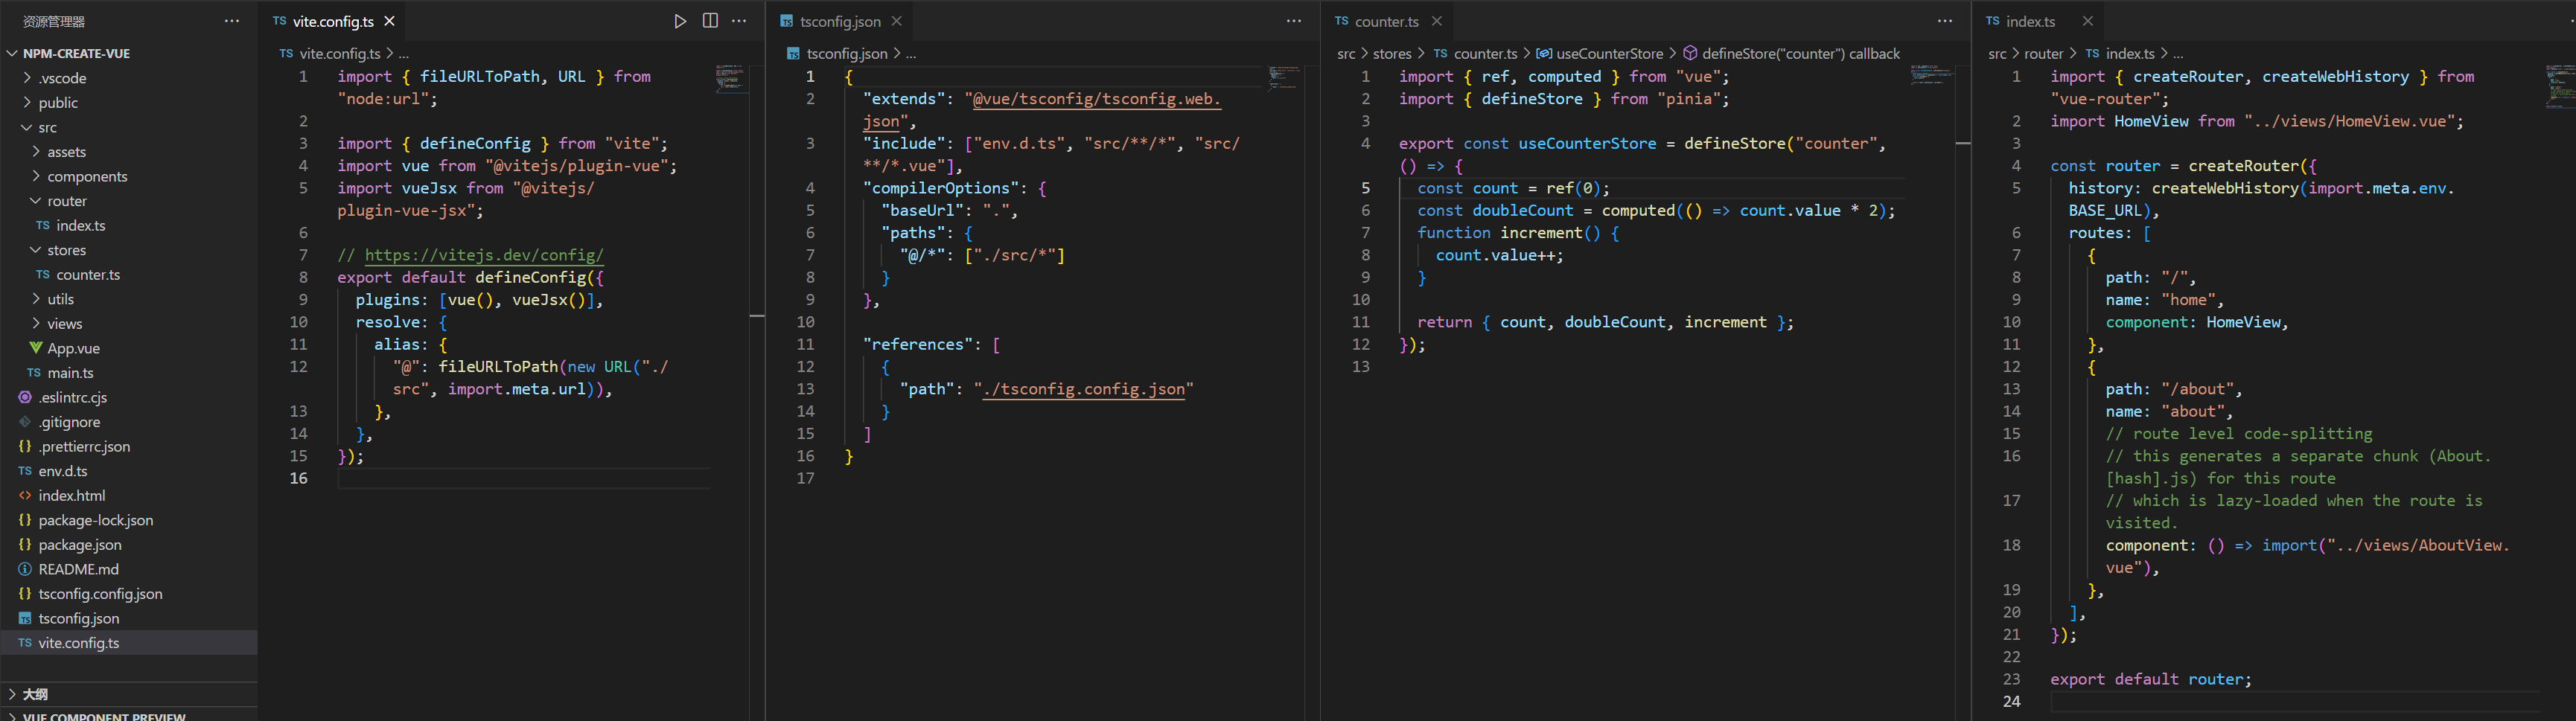 资源管理器
NPM-CREATE-VUE
.vscode
public
src
assets
components
router
TS index.ts
stores
TS counter.ts
utils
views
App.vue
TS main.ts
.eslintrc.cjs
.gitignore
{} .prettierrc.json
TS env.d.ts
<> index.html
{} package-lock.json
{} package.json
README.md
{} tsconfig.config.json
TS tsconfig.json
TS vite.config.ts
大纲
VUE COMPONENT PREVIEW
TS vite.config.ts
TS vite.config.ts > ...
1 import { fileURLToPath, URL } from
"node:url";
2
3 import { defineConfig } from "vite";
4 import vue from "@vitejs/plugin-vue";
5 import vueJsx from "@vitejs/
plugin-vue-jsx";
6
7 // https://vitejs.dev/config/
8 export default defineConfig({
9 plugins: [vue(), vueJsx()],
10 resolve: {
11 alias: {
12 "@": fileURLToPath(new URL("./
src", import.meta.url)),
13 },
14 },
15 });
16
TS tsconfig.json
TS tsconfig.json > ...
1 {
2 "extends": "@vue/tsconfig/tsconfig.web.
json",
3 "include": ["env.d.ts", "src/**/*", "src/
**/*.vue"],
4 "compilerOptions": {
5 "baseUrl": ".",
6 "paths": {
7 "@/*": ["./src/*"]
8 }
9 },
10
11 "references": [
12 {
13 "path": "./tsconfig.config.json"
14 }
15 ]
16 }
17
TS counter.ts
src > stores > TS counter.ts > useCounterStore > defineStore("counter") callback
1 import { ref, computed } from "vue";
2 import { defineStore } from "pinia";
3
4 export const useCounterStore = defineStore("counter",
() => {
5 const count = ref(0);
6 const doubleCount = computed(() => count.value * 2);
7 function increment() {
8 count.value++;
9 }
10
11 return { count, doubleCount, increment };
12 });
13
TS index.ts
src > router > TS index.ts > ...
1 import { createRouter, createWebHistory } from
"vue-router";
2 import HomeView from "../views/HomeView.vue";
3
4 const router = createRouter({
5 history: createWebHistory(import.meta.env.
BASE_URL),
6 routes: [
7 {
8 path: "/",
9 name: "home",
10 component: HomeView,
11 },
12 {
13 path: "/about",
14 name: "about",
15 // route level code-splitting
16 // this generates a separate chunk (About.
[hash].js) for this route
17 // which is lazy-loaded when the route is
visited.
18 component: () => import("../views/AboutView.
vue"),
19 },
20 ],
21 });
22
23 export default router;
24